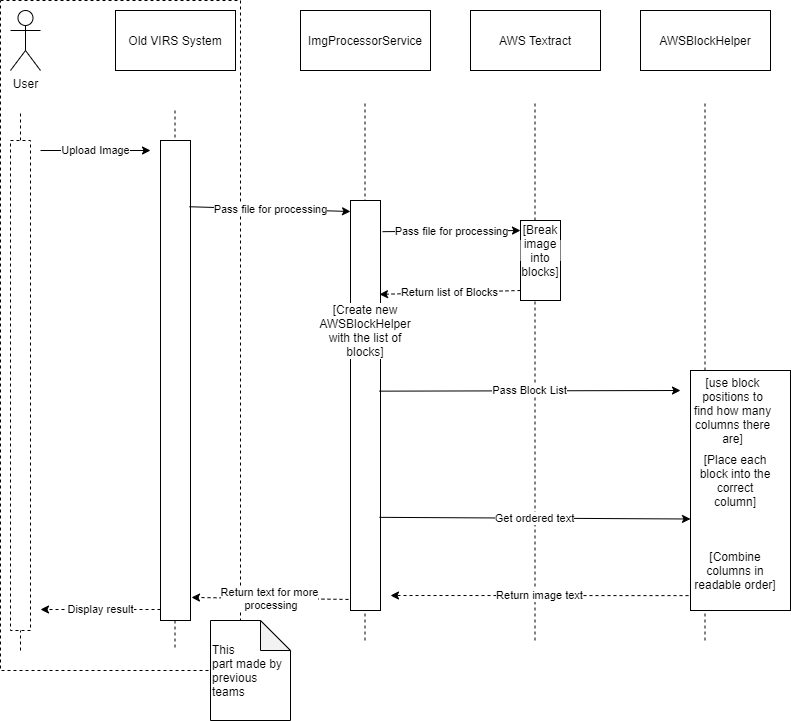 Old VIRS System
ImgProcessorService
AWS Textract
AWSBlockHelper
User
Upload Image
Pass file for processing
Pass file for processing
[Break
image
into
blocks]
Return list of Blocks
[Create new
AWSBlockHelper
with the list of
blocks]
Pass Block List
[use block
positions to
find how many
columns there
are]
[Place each
block into the
correct
column]
Get ordered text
[Combine
columns in
readable order]
Return image text
Return text for more
processing
Display result
This
part made by
previous
teams